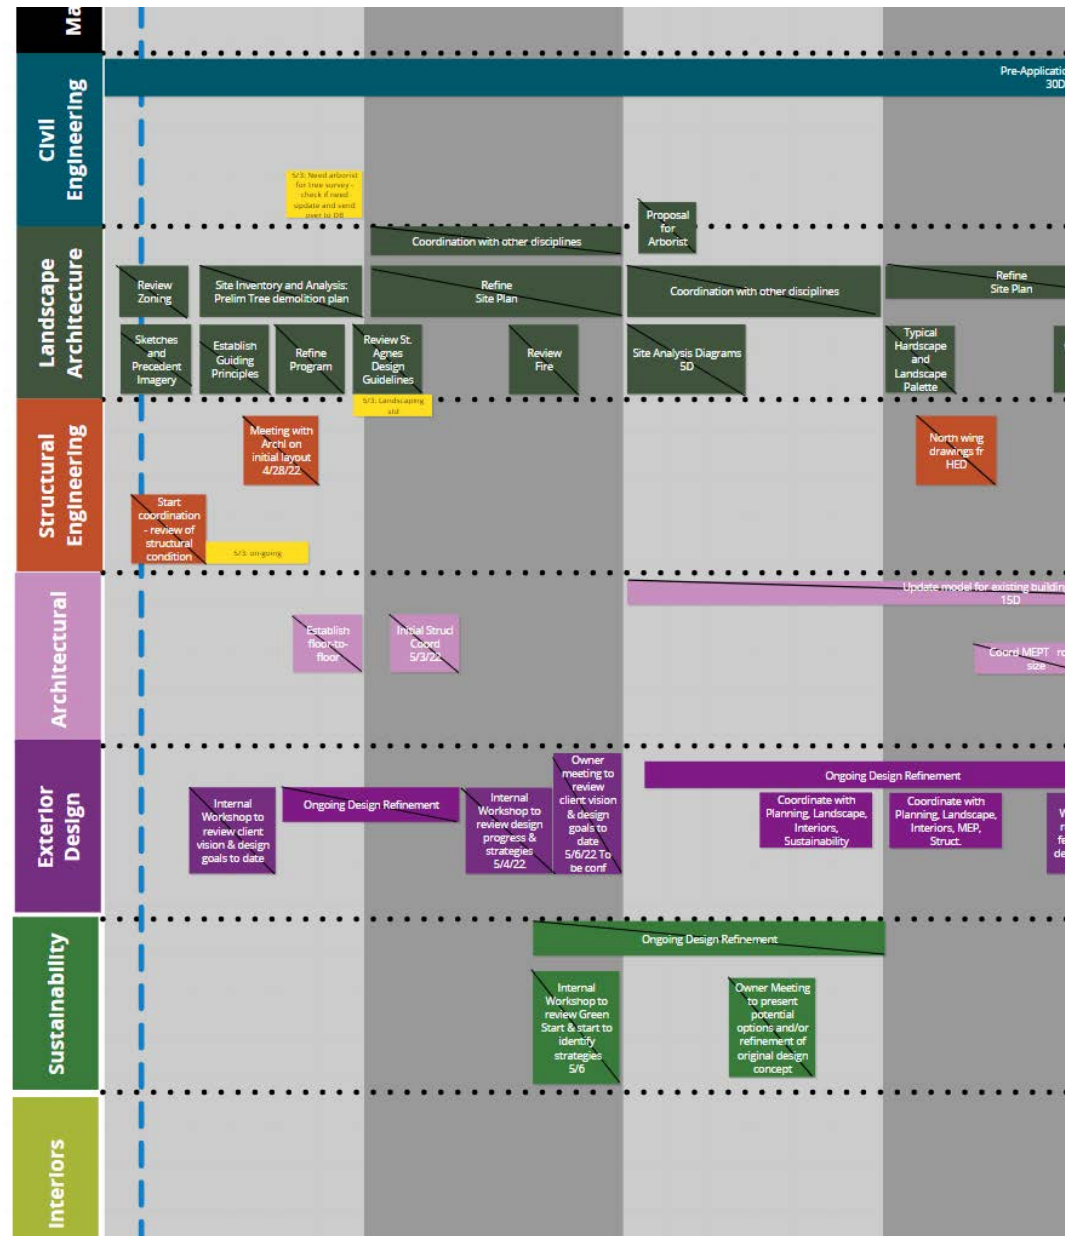 Ma
Civil
Engineering
Pre-Applicatio
30D
5/3: Need arborist
for tree survey -
check if need
update and send
over to DB
Proposal
for
Arborist
Landscape
Architecture
Coordination with other disciplines
Review
Zoning
Site Inventory and Analysis:
Prelim Tree demolition plan
Refine
Site Plan
Coordination with other disciplines
Refine
Site Plan
Sketches
and
Precedent
Imagery
Establish
Guiding
Principles
Refine
Program
Review St.
Agnes
Design
Guidelines
Review
Fire
Site Analysis Diagrams
5D
Typical
Hardscape
and
Landscape
Palette
5/3: Landscaping
std
Structural
Engineering
Meeting with
Archi on
initial layout
4/28/22
North wing
drawings fr
HED
Start
coordination
- review of
structural
condition
5/3: on-going
Architectural
Update model for existing building
15D
Establish
floor-to-
floor
Initial Struct
Coord
5/3/22
Coord MEPT ro
size
Exterior
Design
Internal
Workshop to
review client
vision & design
goals to date
Ongoing Design Refinement
Internal
Workshop to
review design
progress &
strategies
5/4/22
Owner
meeting to
review
client vision
& design
goals to
date
5/6/22 To
be conf
Ongoing Design Refinement
Coordinate with
Planning, Landscape,
Interiors,
Sustainability
Coordinate with
Planning, Landscape,
Interiors, MEP,
Struct.
Sustainability
Ongoing Design Refinement
Internal
Workshop to
review Green
Start & start to
identify
strategies
5/6
Owner Meeting
to present
potential
options and/or
refinement of
original design
concept
Interiors